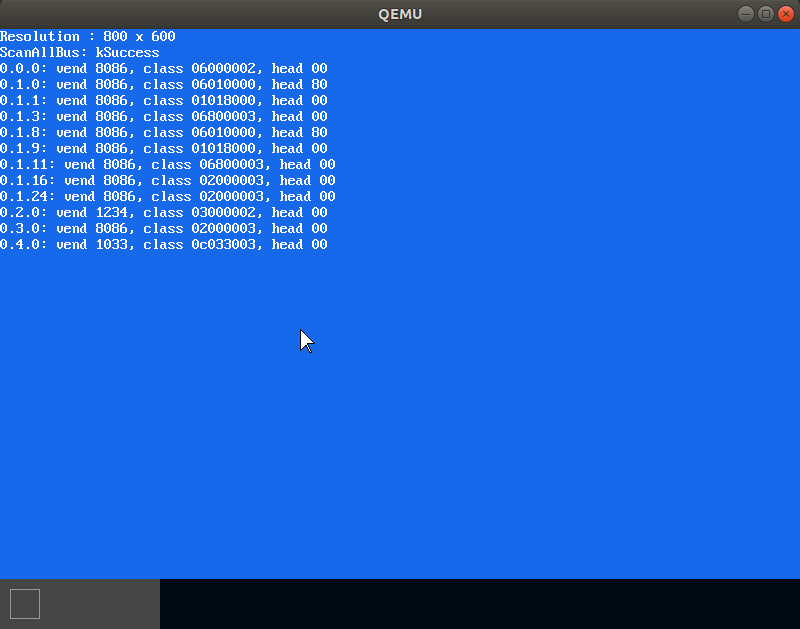 QEMU
Resolution : 800 x 600
ScanAllBus: kSuccess
0.0.0: vend 8086, class 06000002, head 00
0.1.0: vend 8086, class 06010000, head 80
0.1.1: vend 8086, class 01018000, head 00
0.1.3: vend 8086, class 06800003, head 00
0.1.8: vend 8086, class 06010000, head 80
0.1.9: vend 8086, class 01018000, head 00
0.1.11: vend 8086, class 06800003, head 00
0.1.16: vend 8086, class 02000003, head 00
0.1.24: vend 8086, class 02000003, head 00
0.2.0: vend 1234, class 03000002, head 00
0.3.0: vend 8086, class 02000003, head 00
0.4.0: vend 1033, class 0c033003, head 00